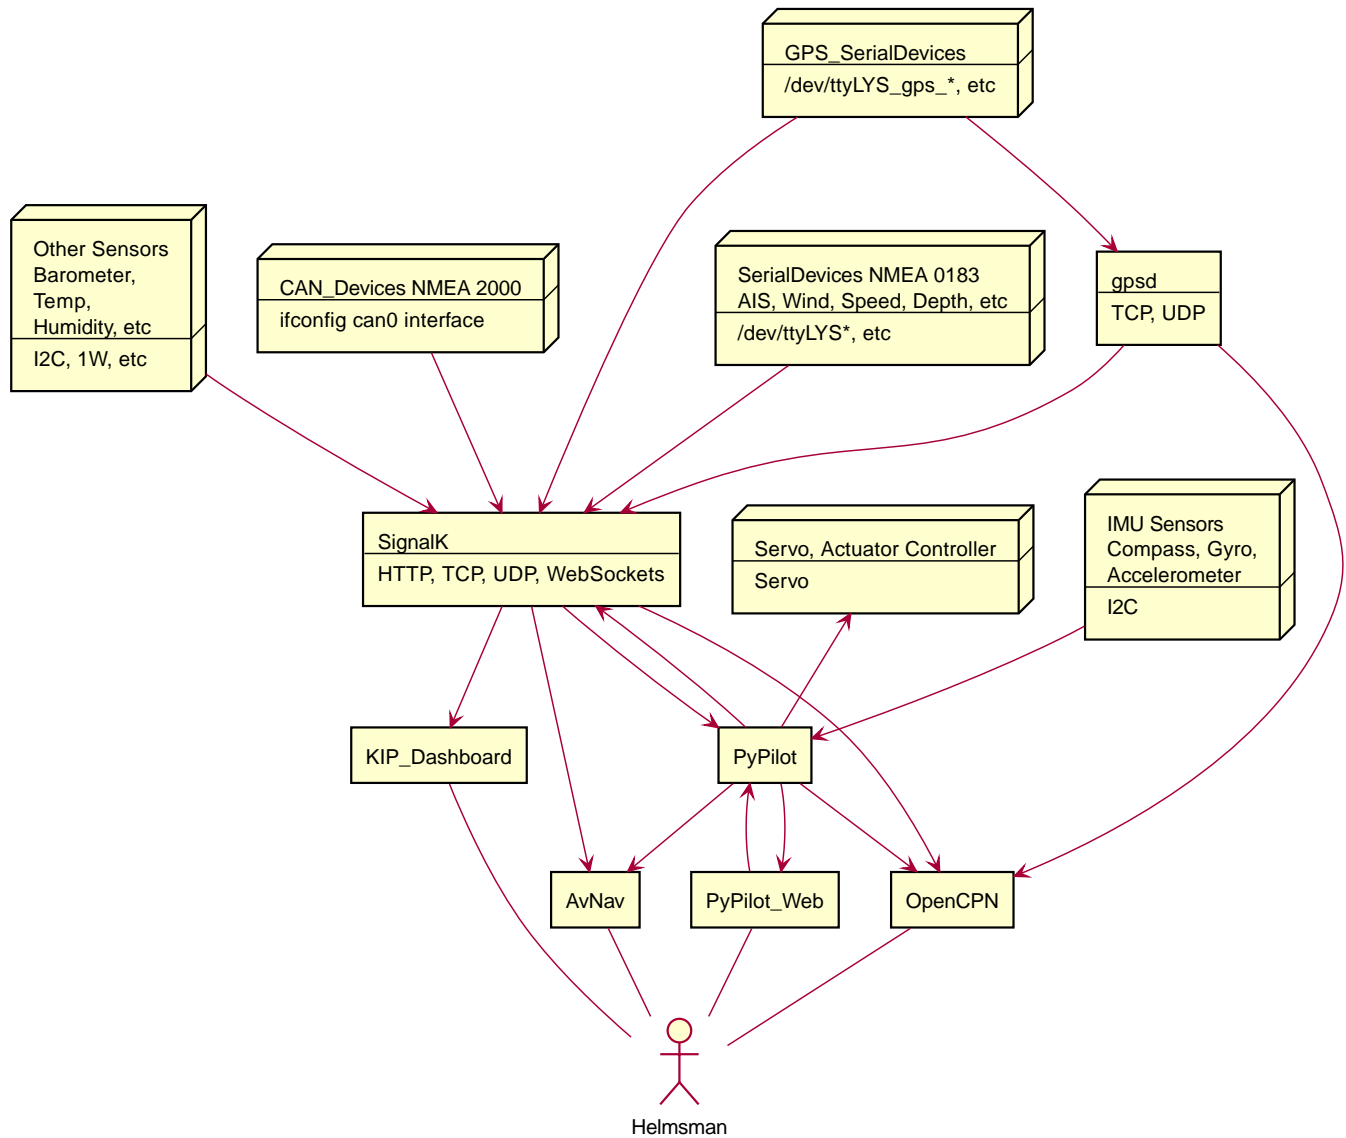 GPS_SerialDevices
/dev/ttyLYS_gps_*, etc
Other Sensors
Barometer,
Temp,
Humidity, etc
I2C, 1W, etc
CAN_Devices NMEA 2000
ifconfig can0 interface
SerialDevices NMEA 0183
AIS, Wind, Speed, Depth, etc
/dev/ttyLYS*, etc
gpsd
TCP, UDP
SignalK
HTTP, TCP, UDP, WebSockets
Servo, Actuator Controller
Servo
IMU Sensors
Compass, Gyro,
Accelerometer
I2C
KIP_Dashboard
PyPilot
AvNav
PyPilot_Web
OpenCPN
Helmsman